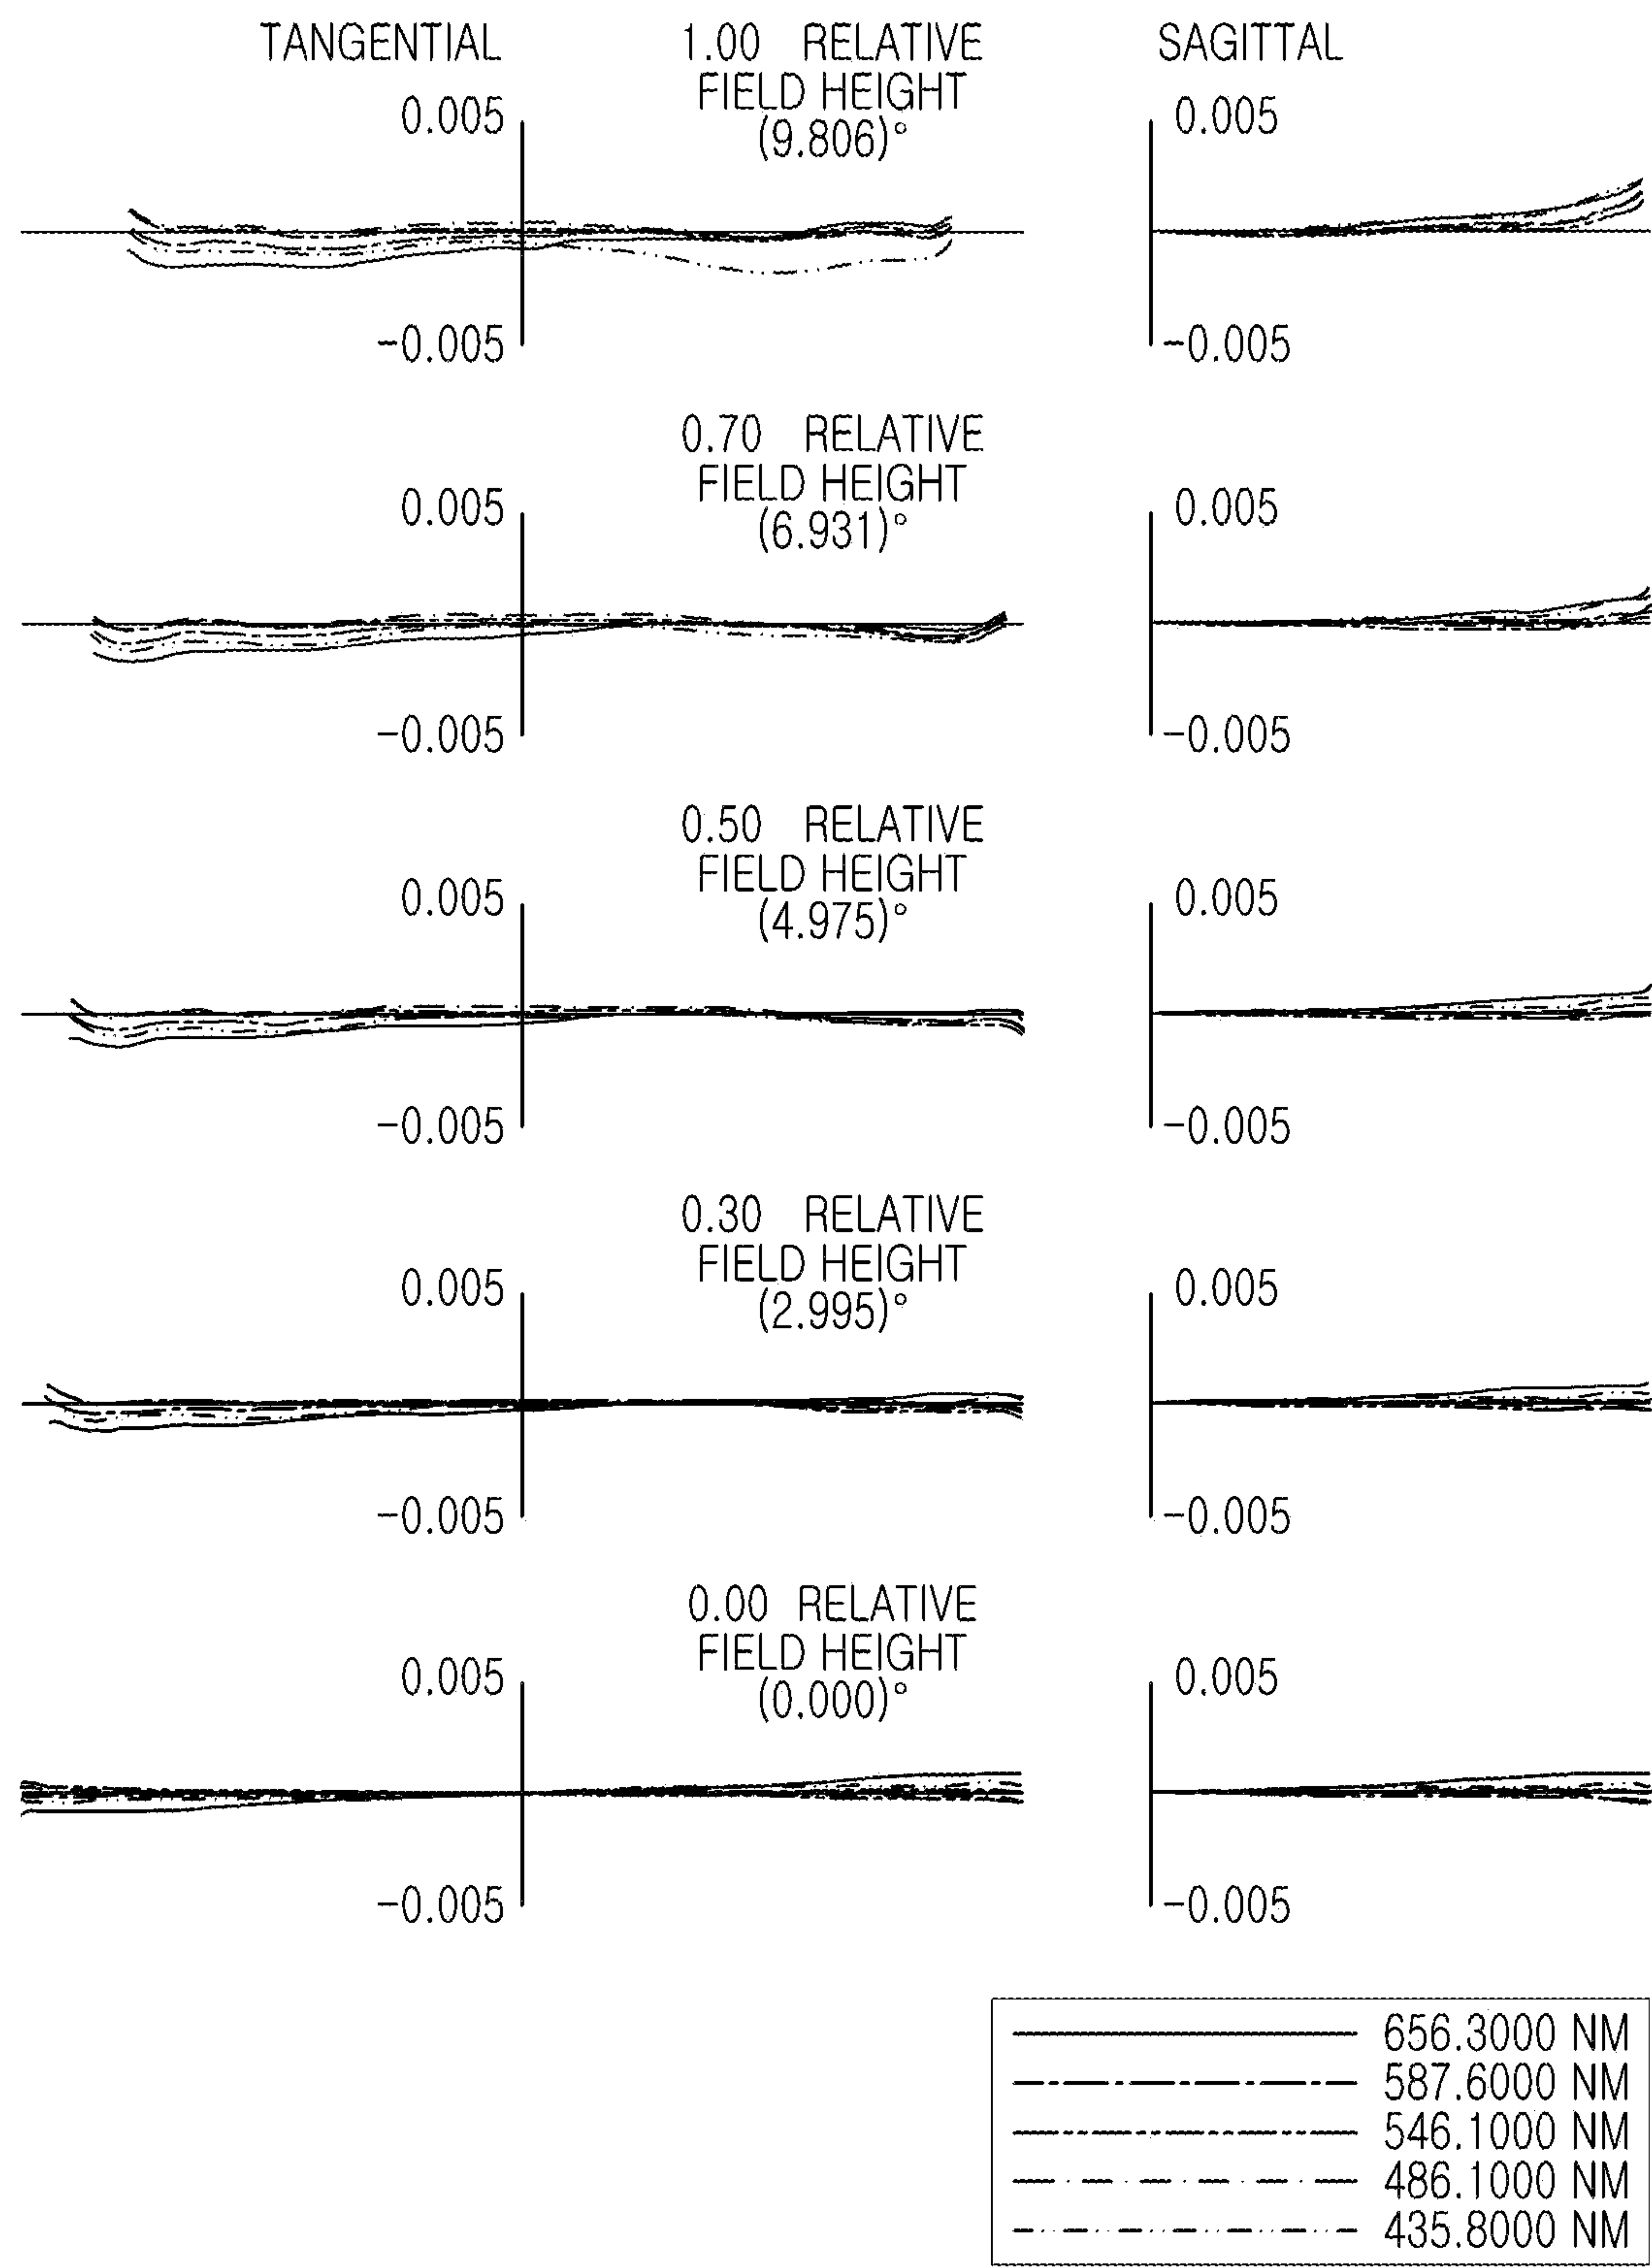 TANGENTIAL
1.00 RELATIVE
FIELD HEIGHT
(9.806)°
SAGITTAL
0.005
0.005
-0.005
-0.005
0.70 RELATIVE
FIELD HEIGHT
(6.931)°
0.005
0.005
-0.005
-0.005
0.50 RELATIVE
FIELD HEIGHT
(4.975)°
0.005
0.005
-0.005
-0.005
0.30 RELATIVE
FIELD HEIGHT
(2.995)°
0.005
0.005
-0.005
-0.005
0.00 RELATIVE
FIELD HEIGHT
(0.000)°
0.005
0.005
-0.005
-0.005
656.3000 NM
587.6000 NM
546.1000 NM
486.1000 NM
435.8000 NM